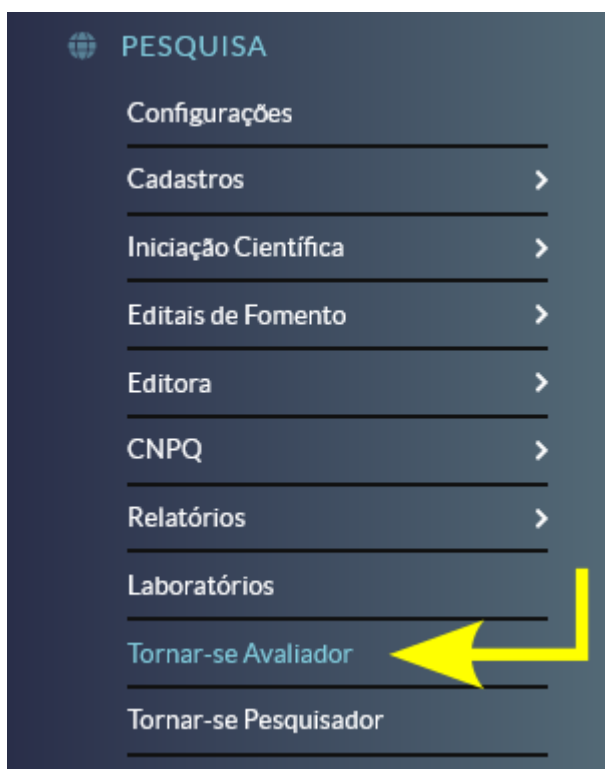 PESQUISA
Configurações
Cadastros
Iniciação Científica
Editais de Fomento
Editora
CNPQ
Relatórios
Laboratórios
Tornar-se Avaliador
Tornar-se Pesquisador